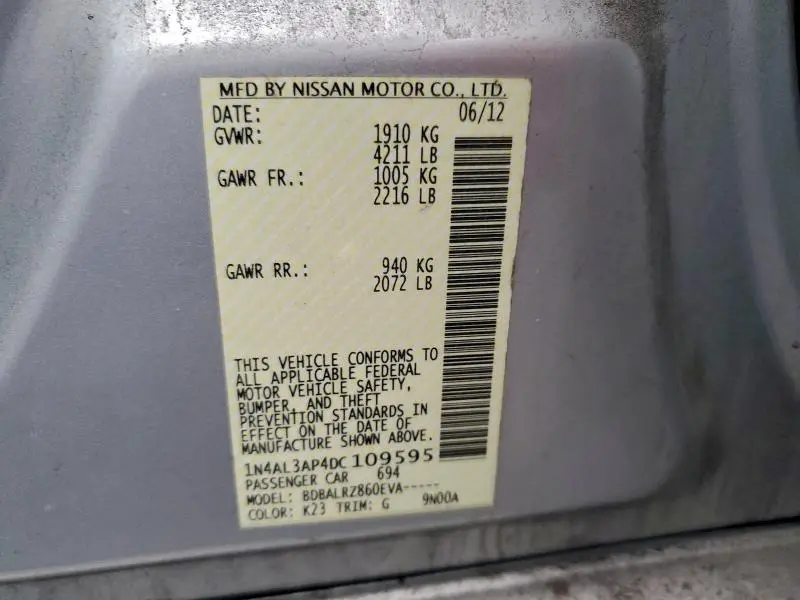 MFD BY NISSAN MOTOR CO., LTD.
DATE: 06/12
GVWR: 1910 KG
4211 LB
GAWR FR.: 1005 KG
2216 LB
GAWR RR.: 940 KG
2072 LB
THIS VEHICLE CONFORMS TO
ALL APPLICABLE FEDERAL
MOTOR VEHICLE SAFETY,
BUMPER, AND THEFT
PREVENTION STANDARDS IN
EFFECT ON THE DATE OF
MANUFACTURE SHOWN ABOVE.
1N4AL3AP4DC 109595
PASSENGER CAR 694
MODEL: BDBALRZ860EVA-----
COLOR: K23 TRIM: G 9N00A